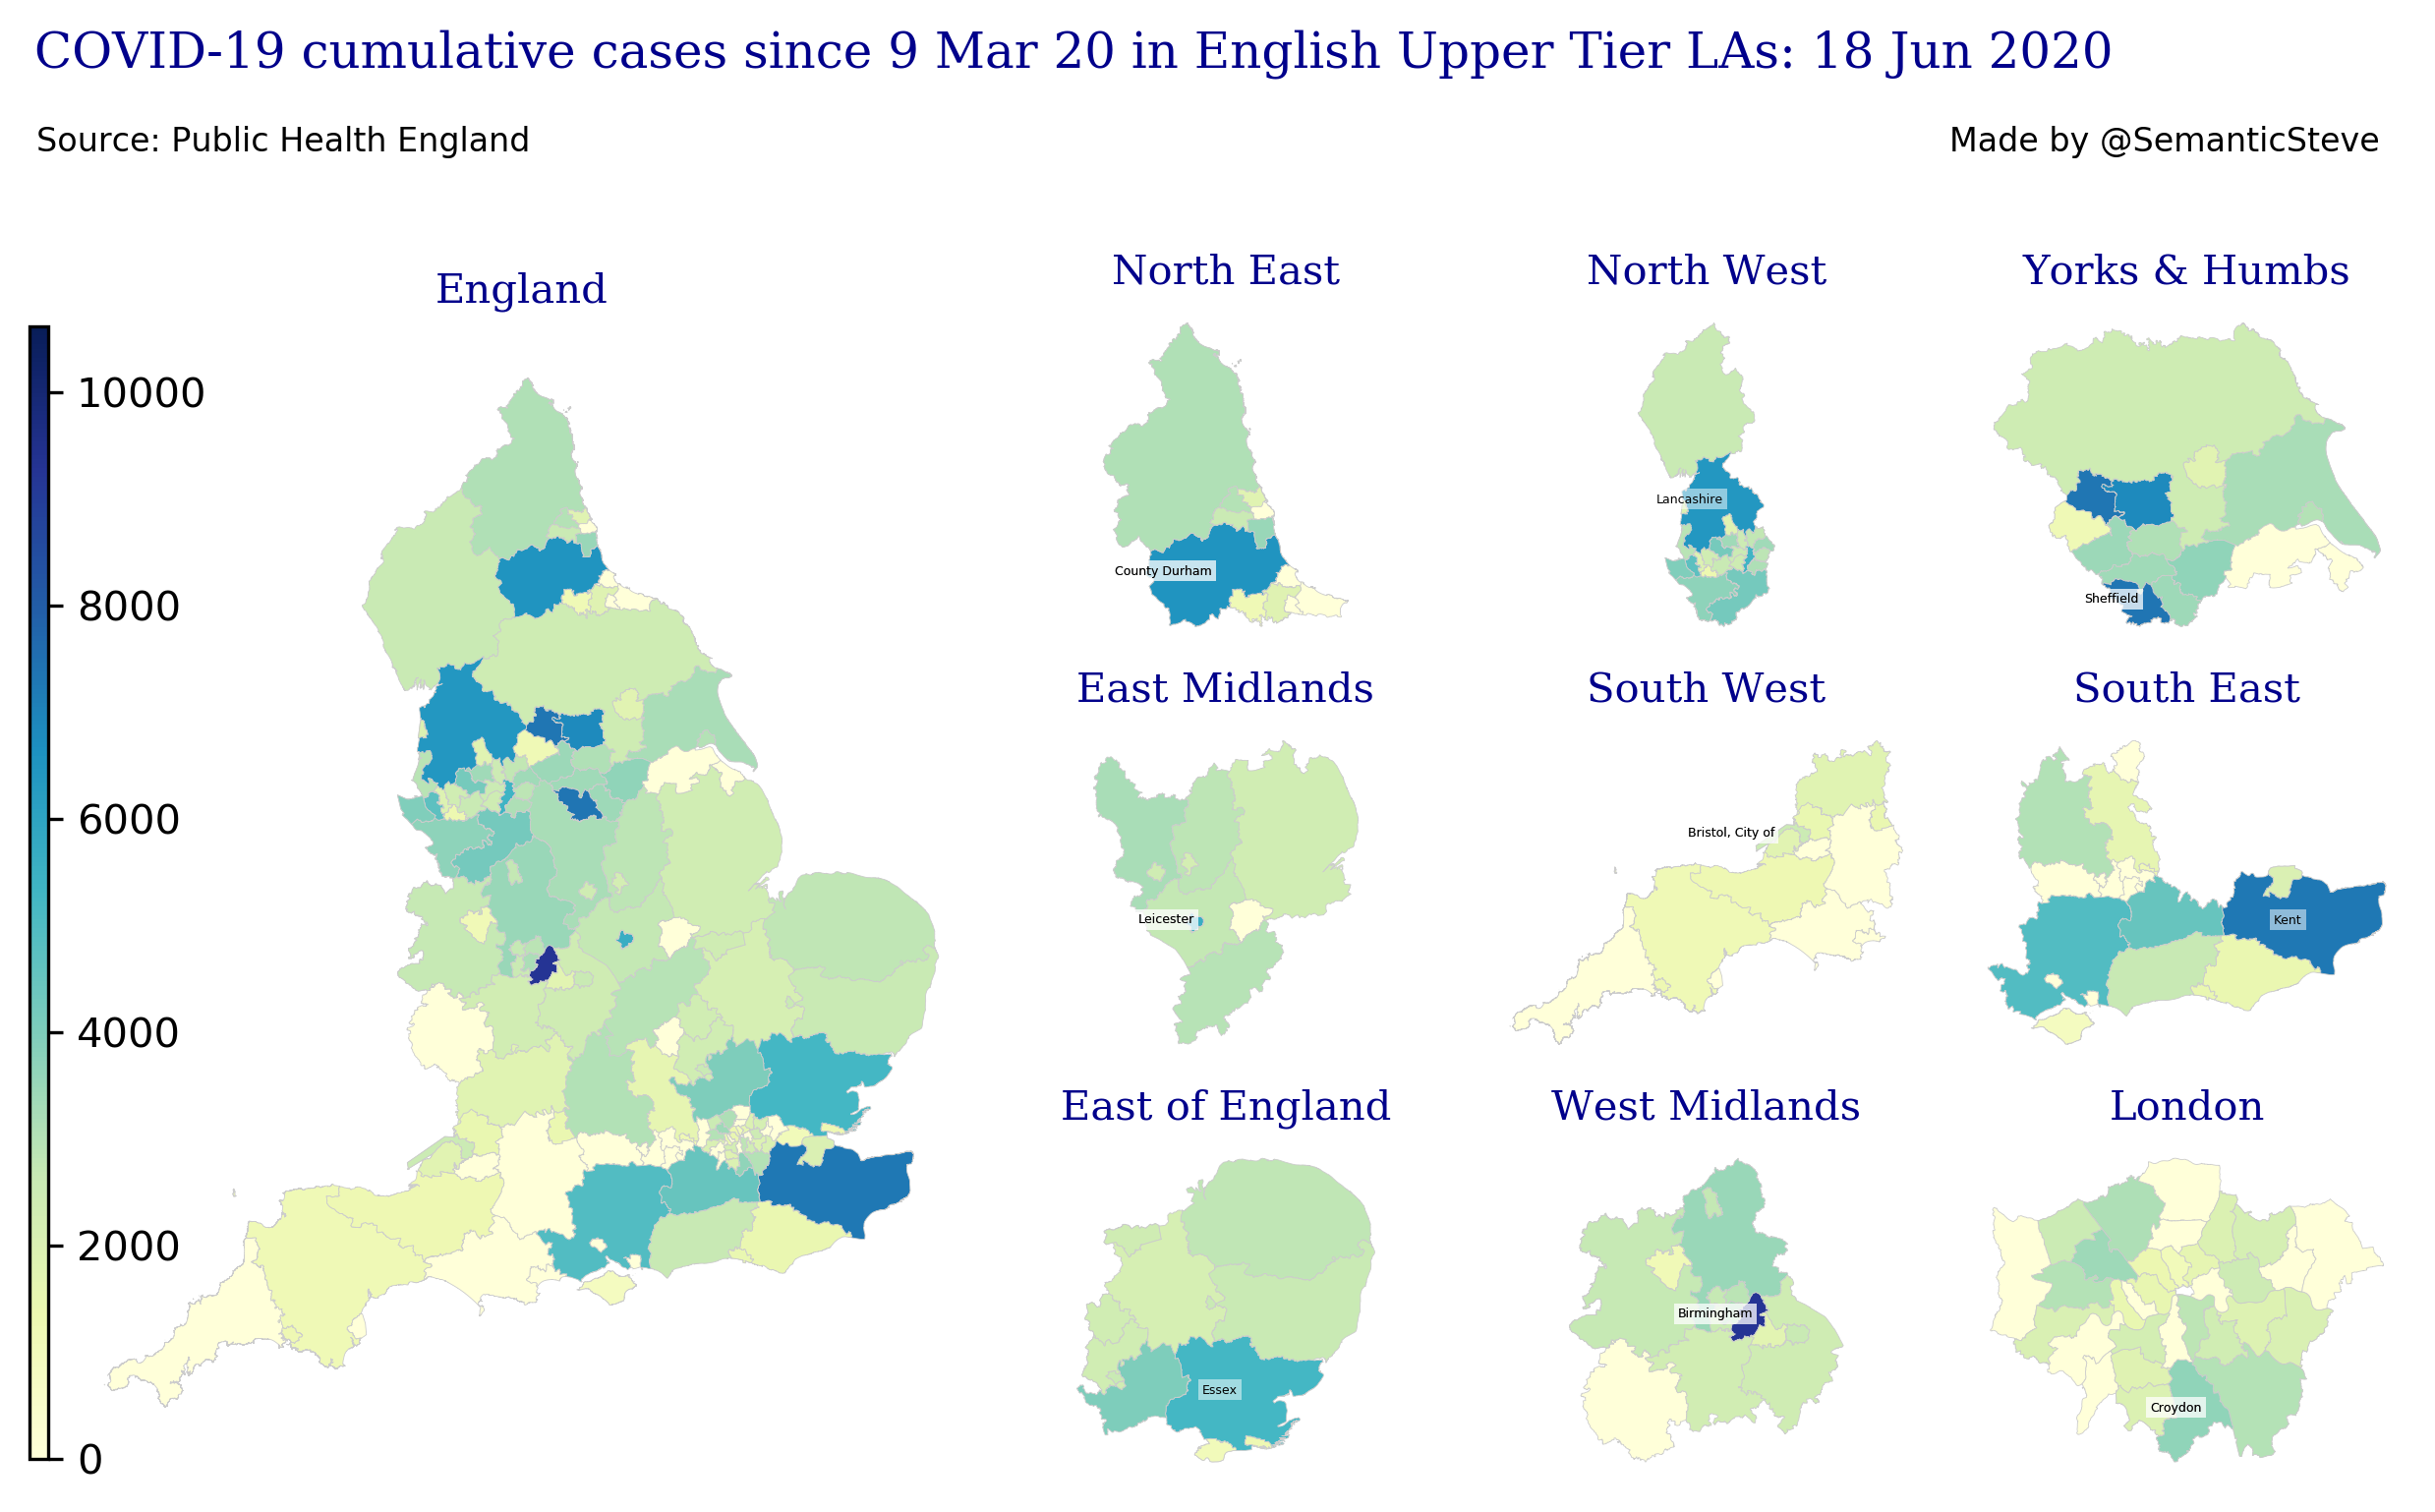 COVID-19 cumulative cases since 9 Mar 20 in English Upper Tier LAs: 18 Jun 2020
Source: Public Health England
Made by @SemanticSteve
England
10000
8000
6000
4000
2000
0
North East
County Durham
North West
Lancashire
Yorks & Humbs
Sheffield
East Midlands
Leicester
South West
Bristol, City of
South East
Kent
East of England
Essex
West Midlands
Birmingham
London
Croydon